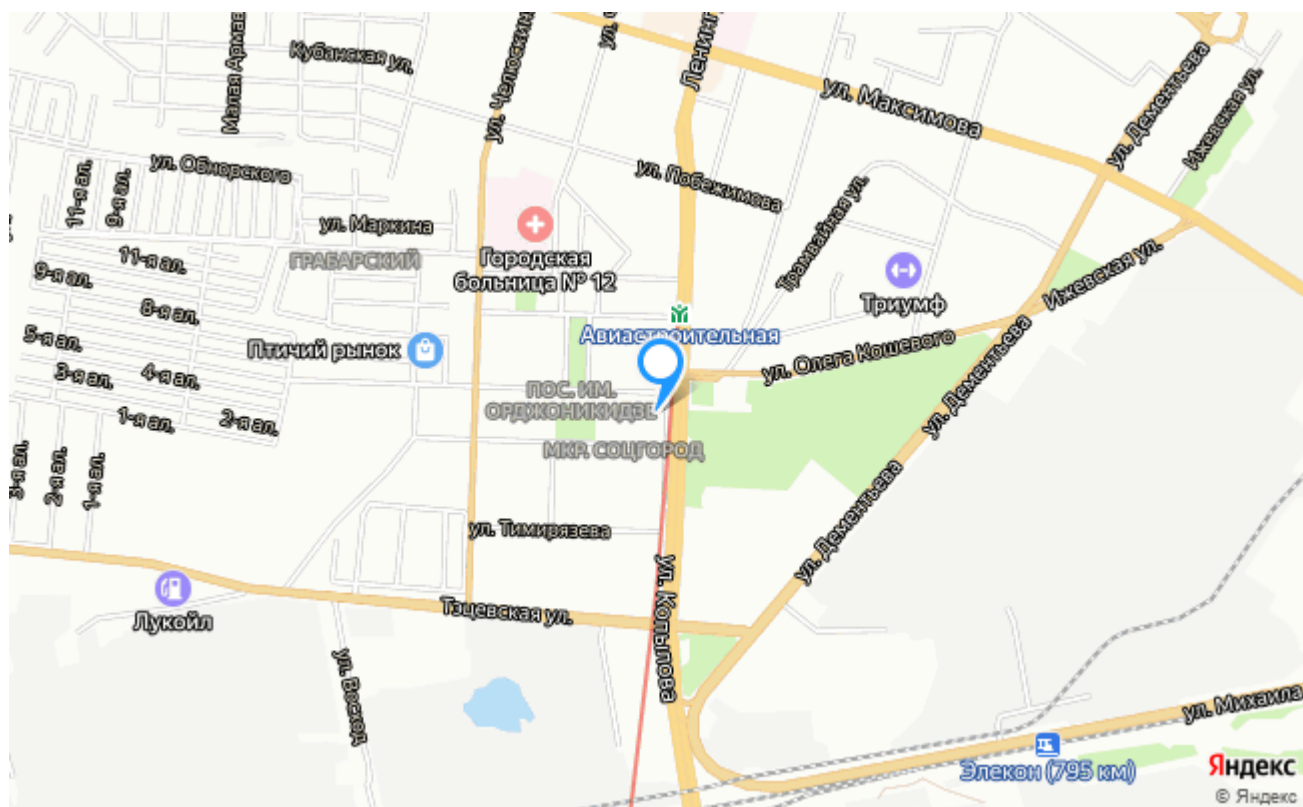 Кубанская ул.
Малая Армав
ул. Челюскин
ул. С
Ленинг
ул. Максимова
ул. Дементьева
Ижевская ул.
ул. Обнорского
11-я ал.
9-я ал.
ул. Побежимова
ул. Маркина
Трамвайная ул.
ГРАБАРСКИЙ
11-я ал.
Городская
больница № 12
9-я ал.
8-я ал.
Триумф
Ижевская ул.
Авиастроительная
5-я ал.
Птичий рынок
ул. Олега Кошевого
3-я ал.
4-я ал.
1-я ал.
2-я ал.
ПОС. ИМ.
ОРДЖОНИКИДЗЕ
ул. Дементьева
МКР. СОЦГОРОД
3-я ал.
2-я ал.
1-я ал.
ул. Тимирязева
ул. Дементьева
Лукойл
Тэцевская ул.
ул. Копылова
ул. Восход
ул. Михаила
Элекон (795 км)
Яндекс
© Яндекс